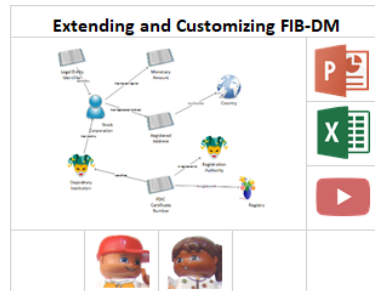 Extending and Customizing FIB-DM
Legal Entity
Identifier
Monetary
Amount
Country
Stock
Corporation
Registered
Address
Registration
Authority
Depository
Institution
FDIC
Certificate
Number
Registry
P
X